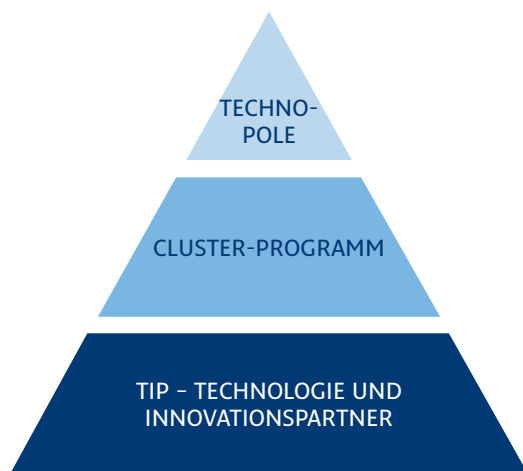 TECHNO-
POLE
CLUSTER-PROGRAMM
TIP – TECHNOLOGIE UND
INNOVATIONSPARTNER